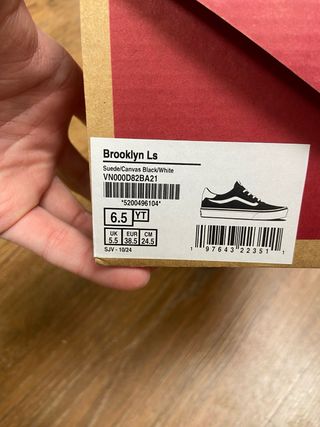 Brooklyn Ls
Suede/Canvas Black/White
VN000D82BA21
*5200496104*
6.5 YT
UK EUR CM
5.5 38.5 24.5
SJV - 10/24
1 97643 22351 1